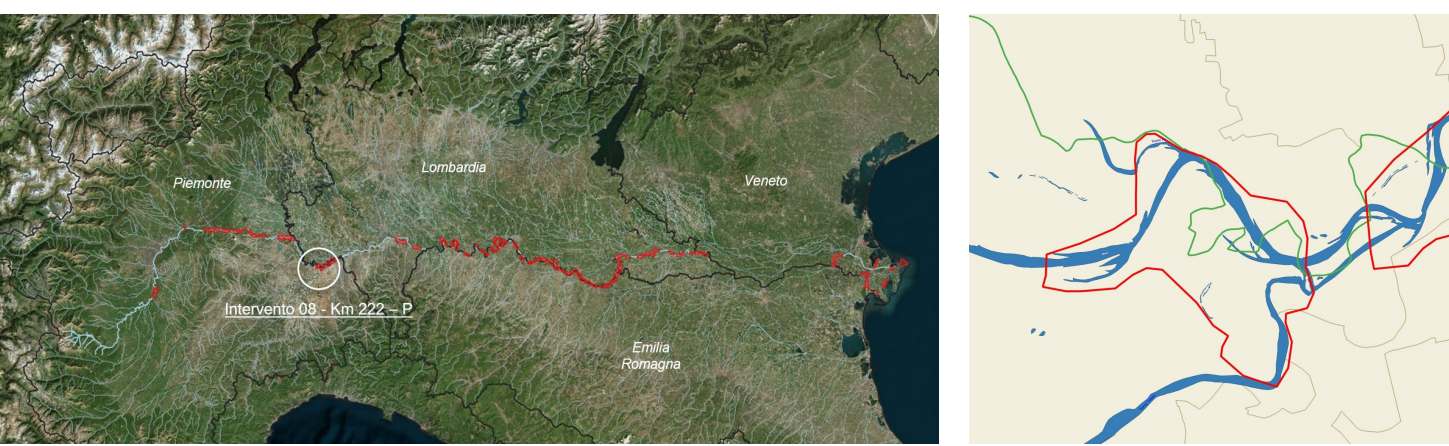 Lombardia
Piemonte
Veneto
Intervento 08 - Km 222 – P
Emilia
Romagna